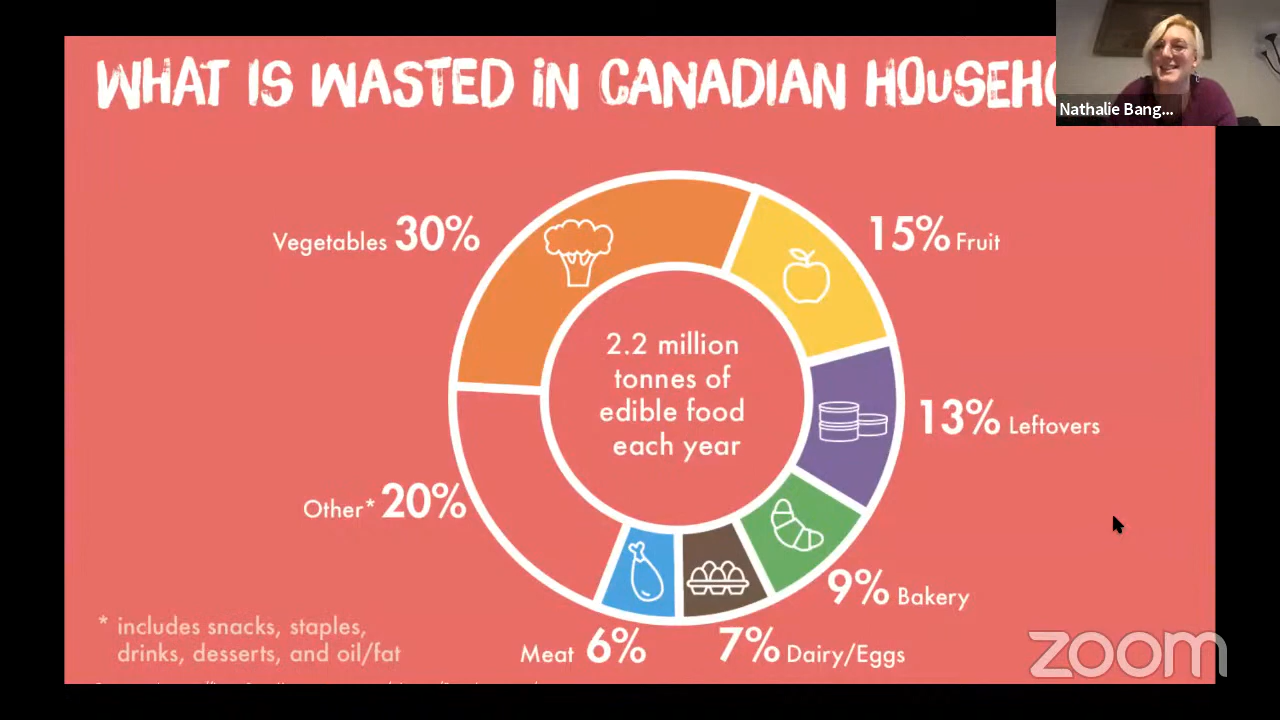 WHAT IS WASTED iN CANADIAN HOUSEHO
Nathalie Bang...
Vegetables 30%
15% Fruit
2.2 million
tonnes of
edible food
each year
13% Leftovers
Other* 20%
9% Bakery
* includes snacks, staples,
drinks, desserts, and oil/fat
Meat 6%
7% Dairy/Eggs
zoom